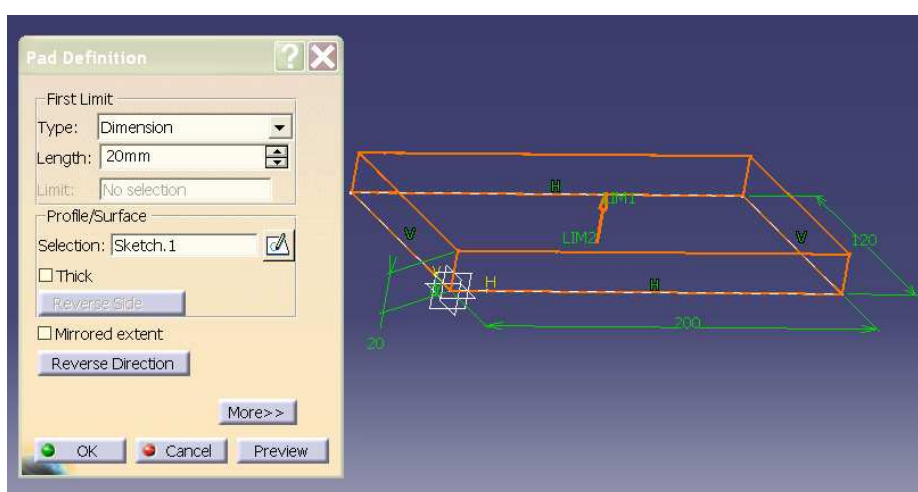 Pad Definition
First Limit
Type: Dimension
Length: 20mm
Limit: No selection
Profile/Surface
Selection: Sketch.1
Thick
Reverse Side
Mirrored extent
Reverse Direction
More>>
OK Cancel Preview
H
LIM1
V
LIM2
V
120
V
H
H
200
20